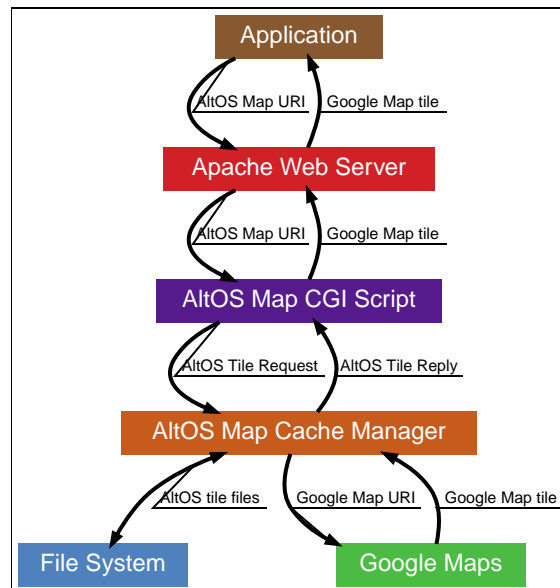 Application
AltOS Map URI
Google Map tile
Apache Web Server
AltOS Map URI
Google Map tile
AltOS Map CGI Script
AltOS Tile Request
AltOS Tile Reply
AltOS Map Cache Manager
AltOS tile files
Google Map URI
Google Map tile
File System
Google Maps